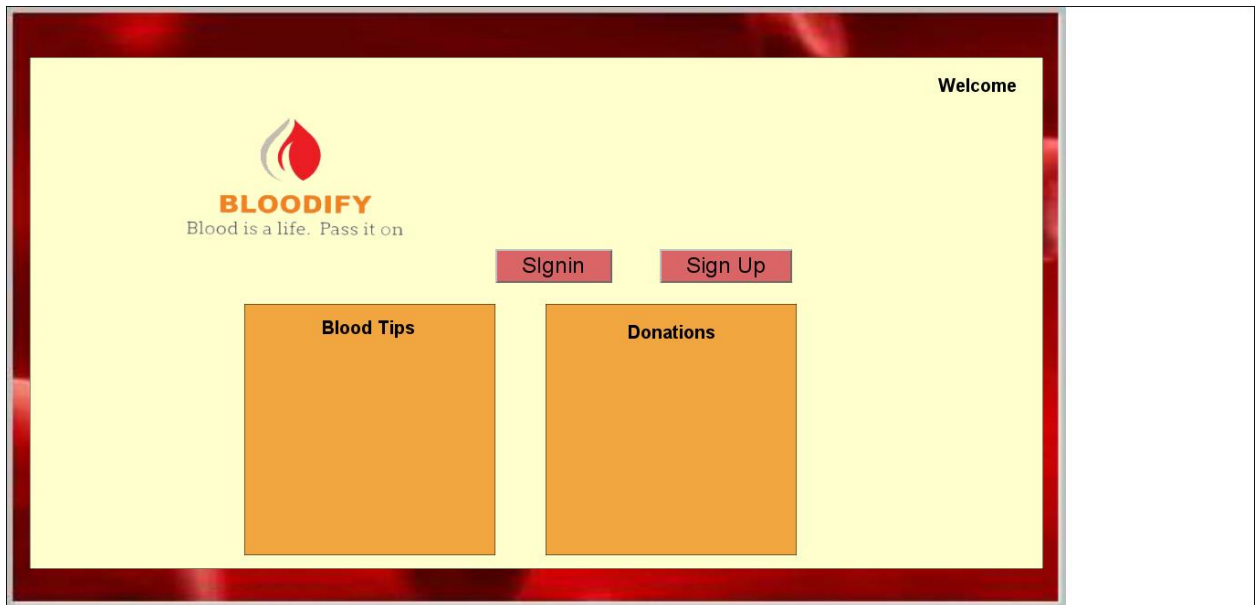 Welcome
BLOODIFY
Blood is a life. Pass it on
SIgnin
Sign Up
Blood Tips
Donations